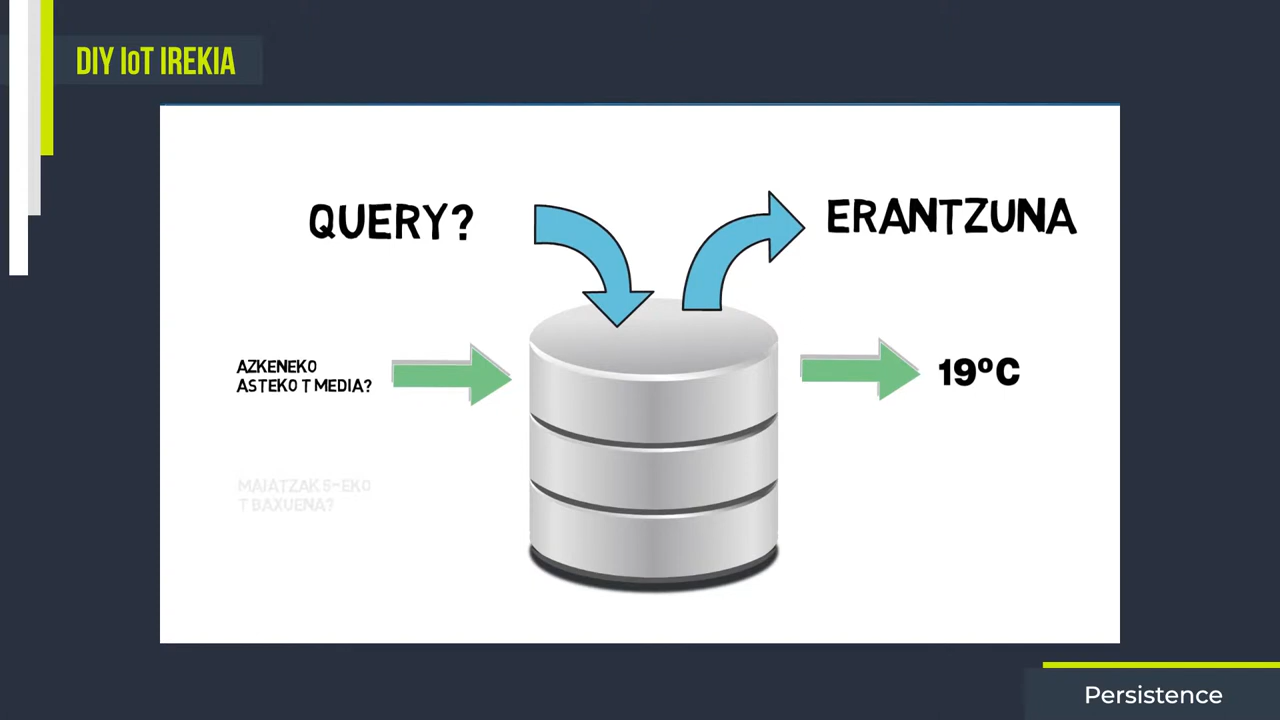 DIY IoT IREKIA
QUERY?
ERANTZUNA
AZKENEKO
ASTEKO T MEDIA?
19ºC
MAIATZAK 5-EKO
T BAXUENA?
Persistence